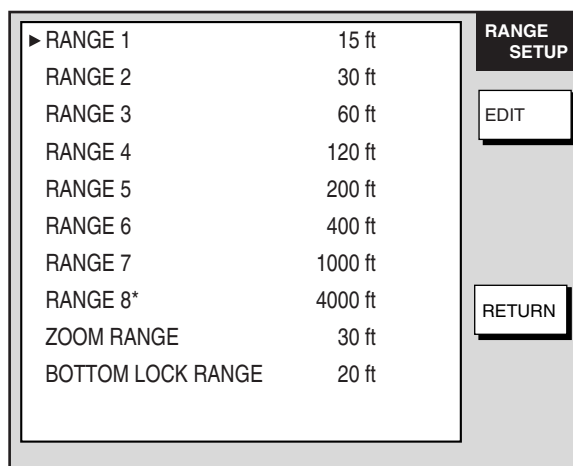 ▶ RANGE 1 15 ft
RANGE 2 30 ft
RANGE 3 60 ft
RANGE 4 120 ft
RANGE 5 200 ft
RANGE 6 400 ft
RANGE 7 1000 ft
RANGE 8* 4000 ft
ZOOM RANGE 30 ft
BOTTOM LOCK RANGE 20 ft
RANGE
SETUP
EDIT
RETURN